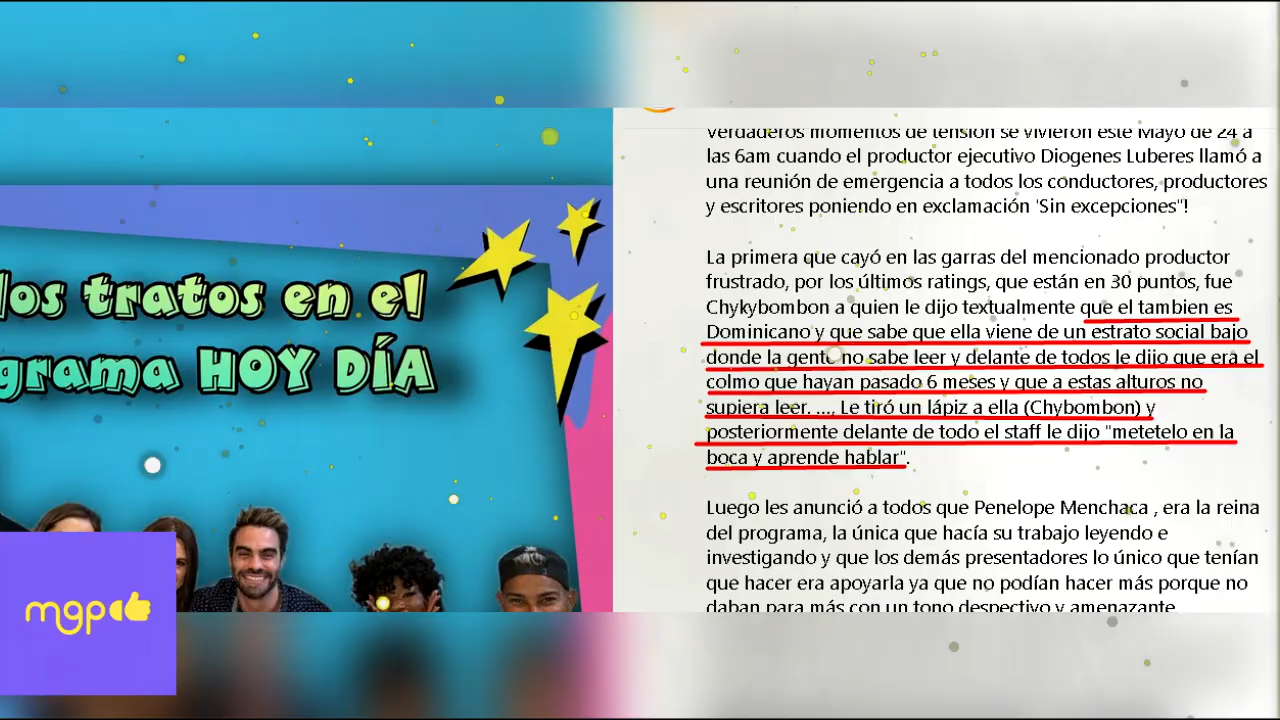 los tratos en el
grama HOY DÍA
mgp
verdaderos momentos de tensión se vivieron este Mayo de 24 a
las 6am cuando el productor ejecutivo Diogenes Luberes llamó a
una reunión de emergencia a todos los conductores, productores
y escritores poniendo en exclamación 'Sin excepciones"!
La primera que cayó en las garras del mencionado productor
frustrado, por los últimos ratings, que están en 30 puntos, fue
Chykybombon a quien le dijo textualmente que el tambien es
Dominicano y que sabe que ella viene de un estrato social bajo
donde la gente no sabe leer y delante de todos le dijo que era el
colmo que hayan pasado 6 meses y que a estas alturos no
supiera leer. ..., Le tiró un lápiz a ella (Chybombon) y
posteriormente delante de todo el staff le dijo "metetelo en la
boca y aprende hablar".
Luego les anunció a todos que Penelope Menchaca , era la reina
del programa, la única que hacía su trabajo leyendo e
investigando y que los demás presentadores lo único que tenían
que hacer era apoyarla ya que no podían hacer más porque no
daban para más con un tono despectivo y amenazante